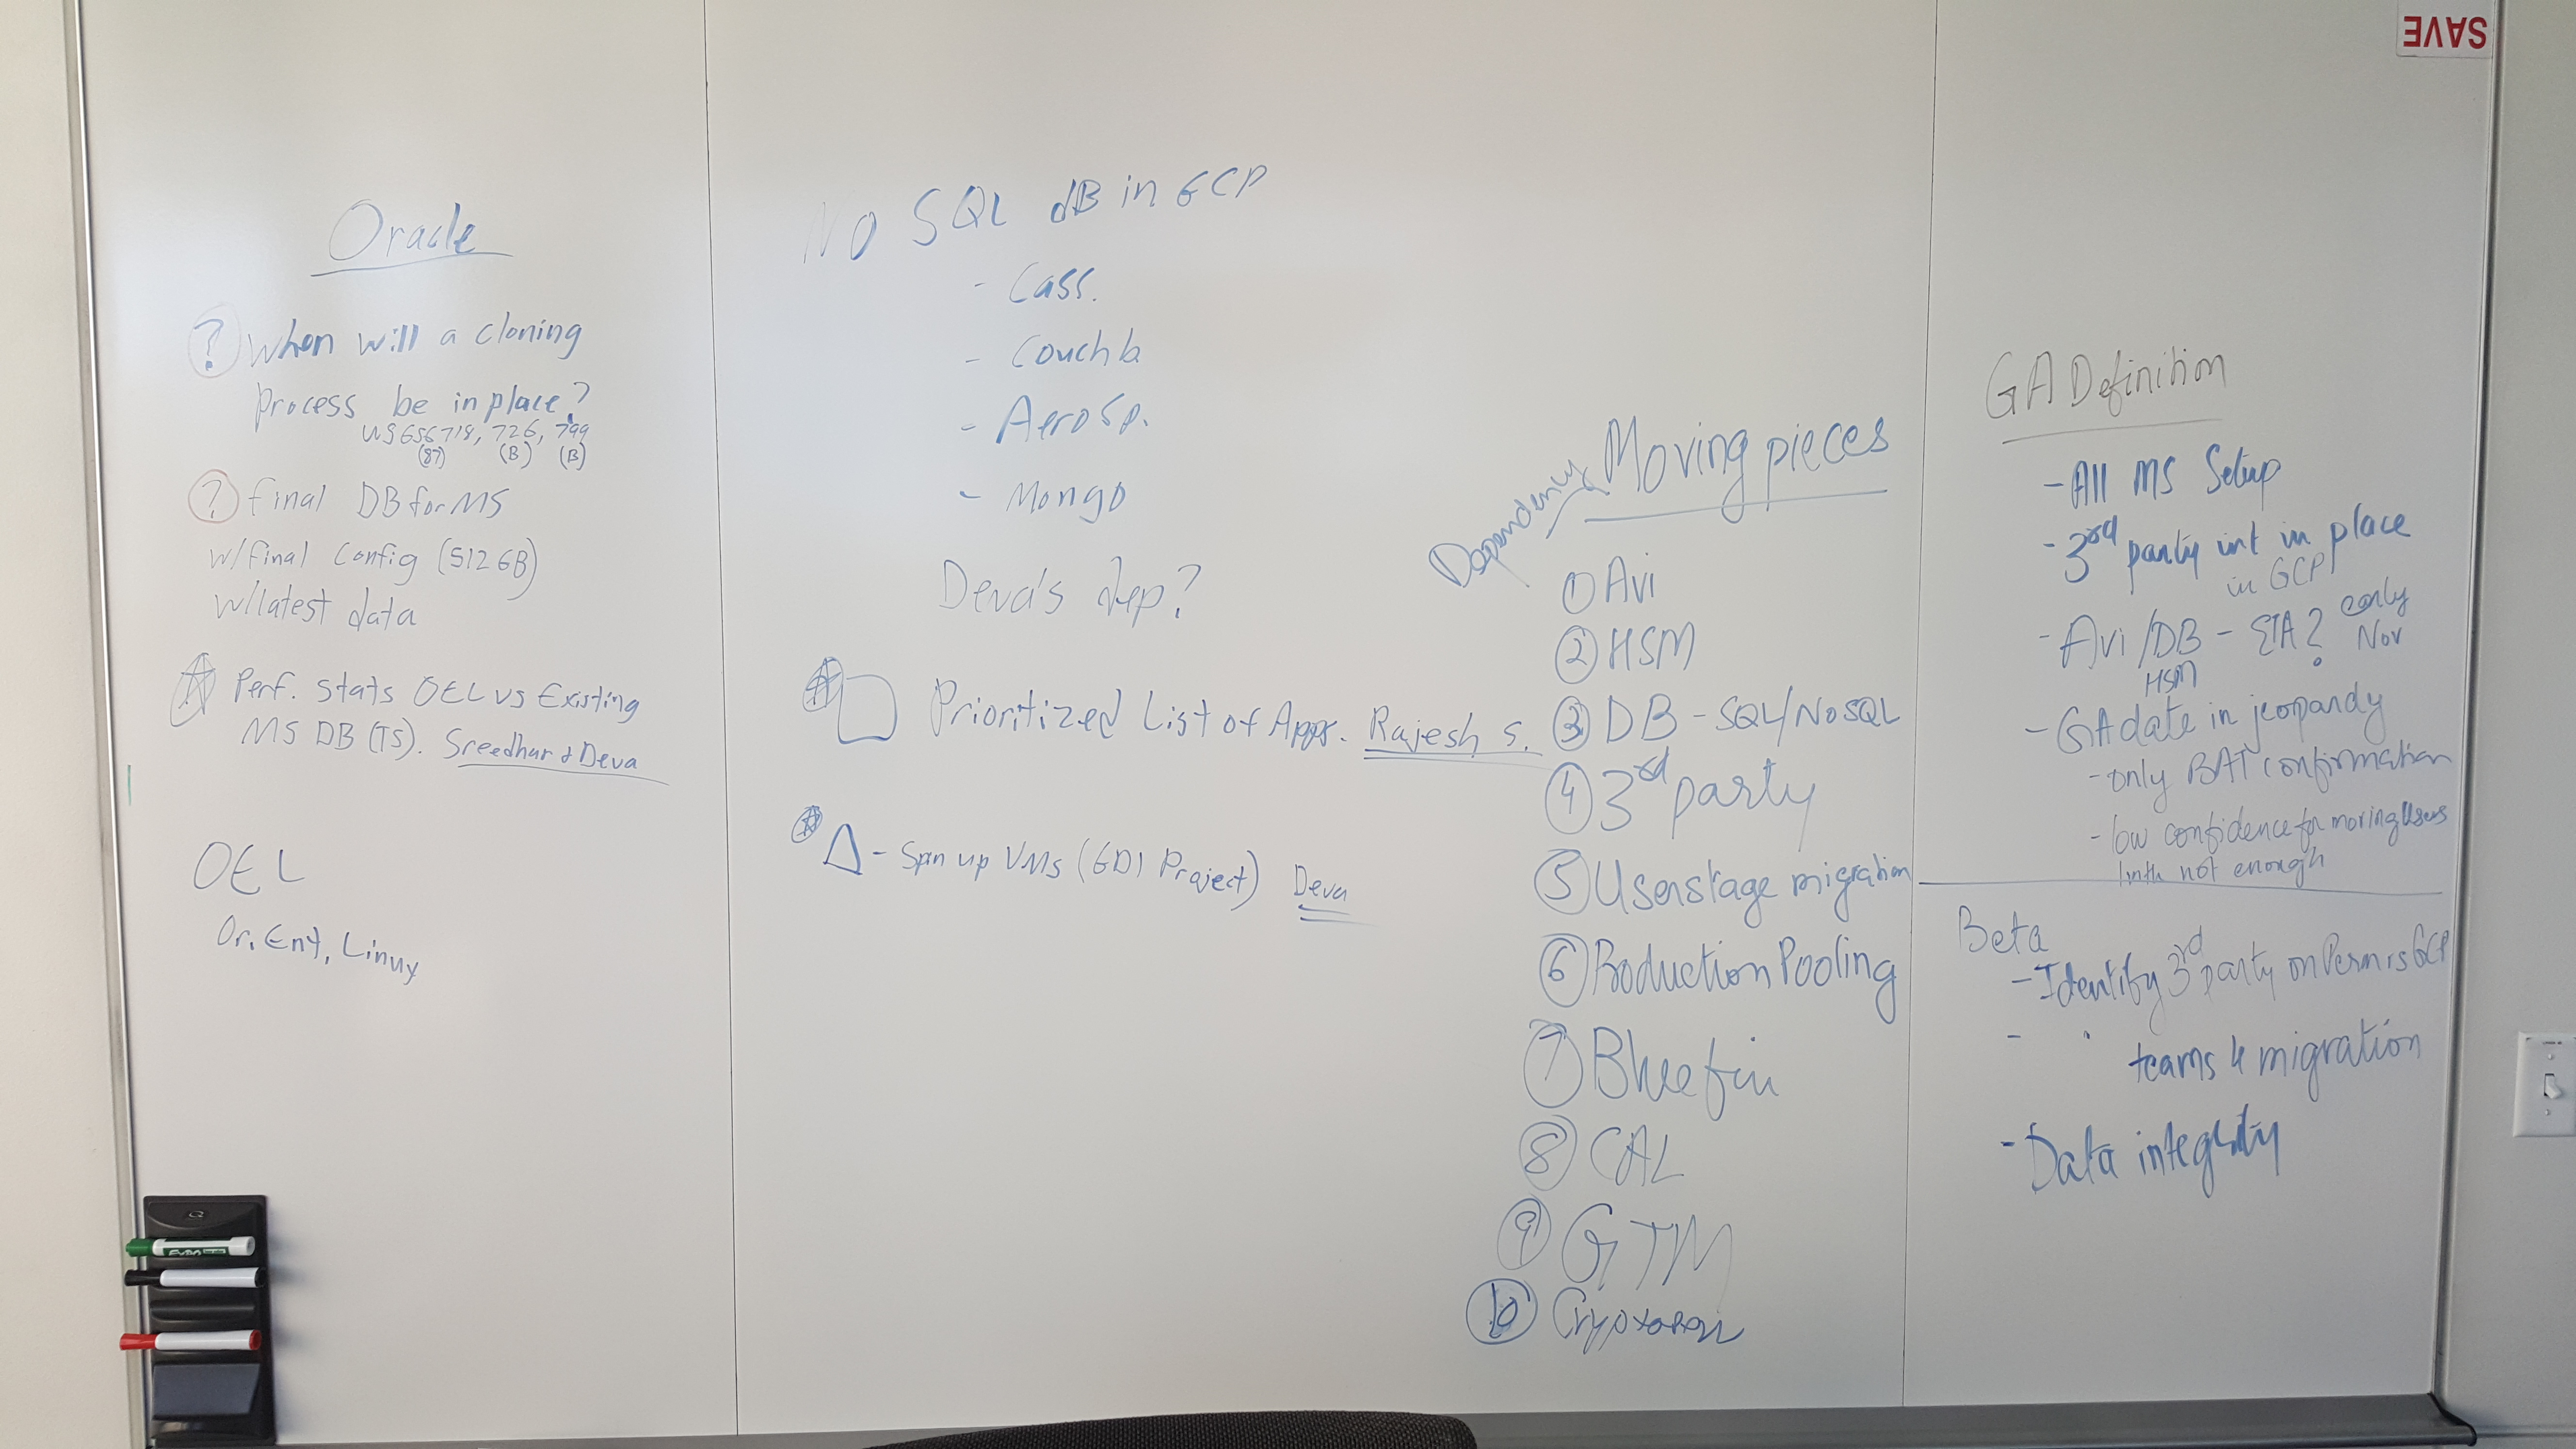 Oracle
? When will a cloning
process be in place?
US656718, 726, 799
(87) (B) (B)
? final DB for MS
w/final config (512 GB)
w/latest data
Perf. stats OEL vs Existing
MS DB (TS). Sreedhar & Deva
OEL
Or. Ent, Linux
NO SQL dB in GCP
- Cass.
- Couchb.
- AeroSp.
- Mongo
Deva's dep?
Prioritized List of Apps. Rajesh S.
- Spin up VMs (GDI Project) Deva
Dependency
Moving pieces
① Avi
② HSM
③ DB - SQL/NoSQL
④ 3rd party
⑤ Userstage migration
⑥ Production Pooling
⑦ Bluefin
⑧ CAL
⑨ GTM
⑩
SAVE
GA Definition
- All MS Setup
- 3rd party int in place
in GCP
- Avi/DB - ETA? early
HSM Nov
- GA date in jeopardy
- only BAT confirmation
- low confidence for moving Users
1mth not enough
Beta
- Identify 3rd party on Perm is GCP
- "
teams 4 migration
- Data integrity
EXPO